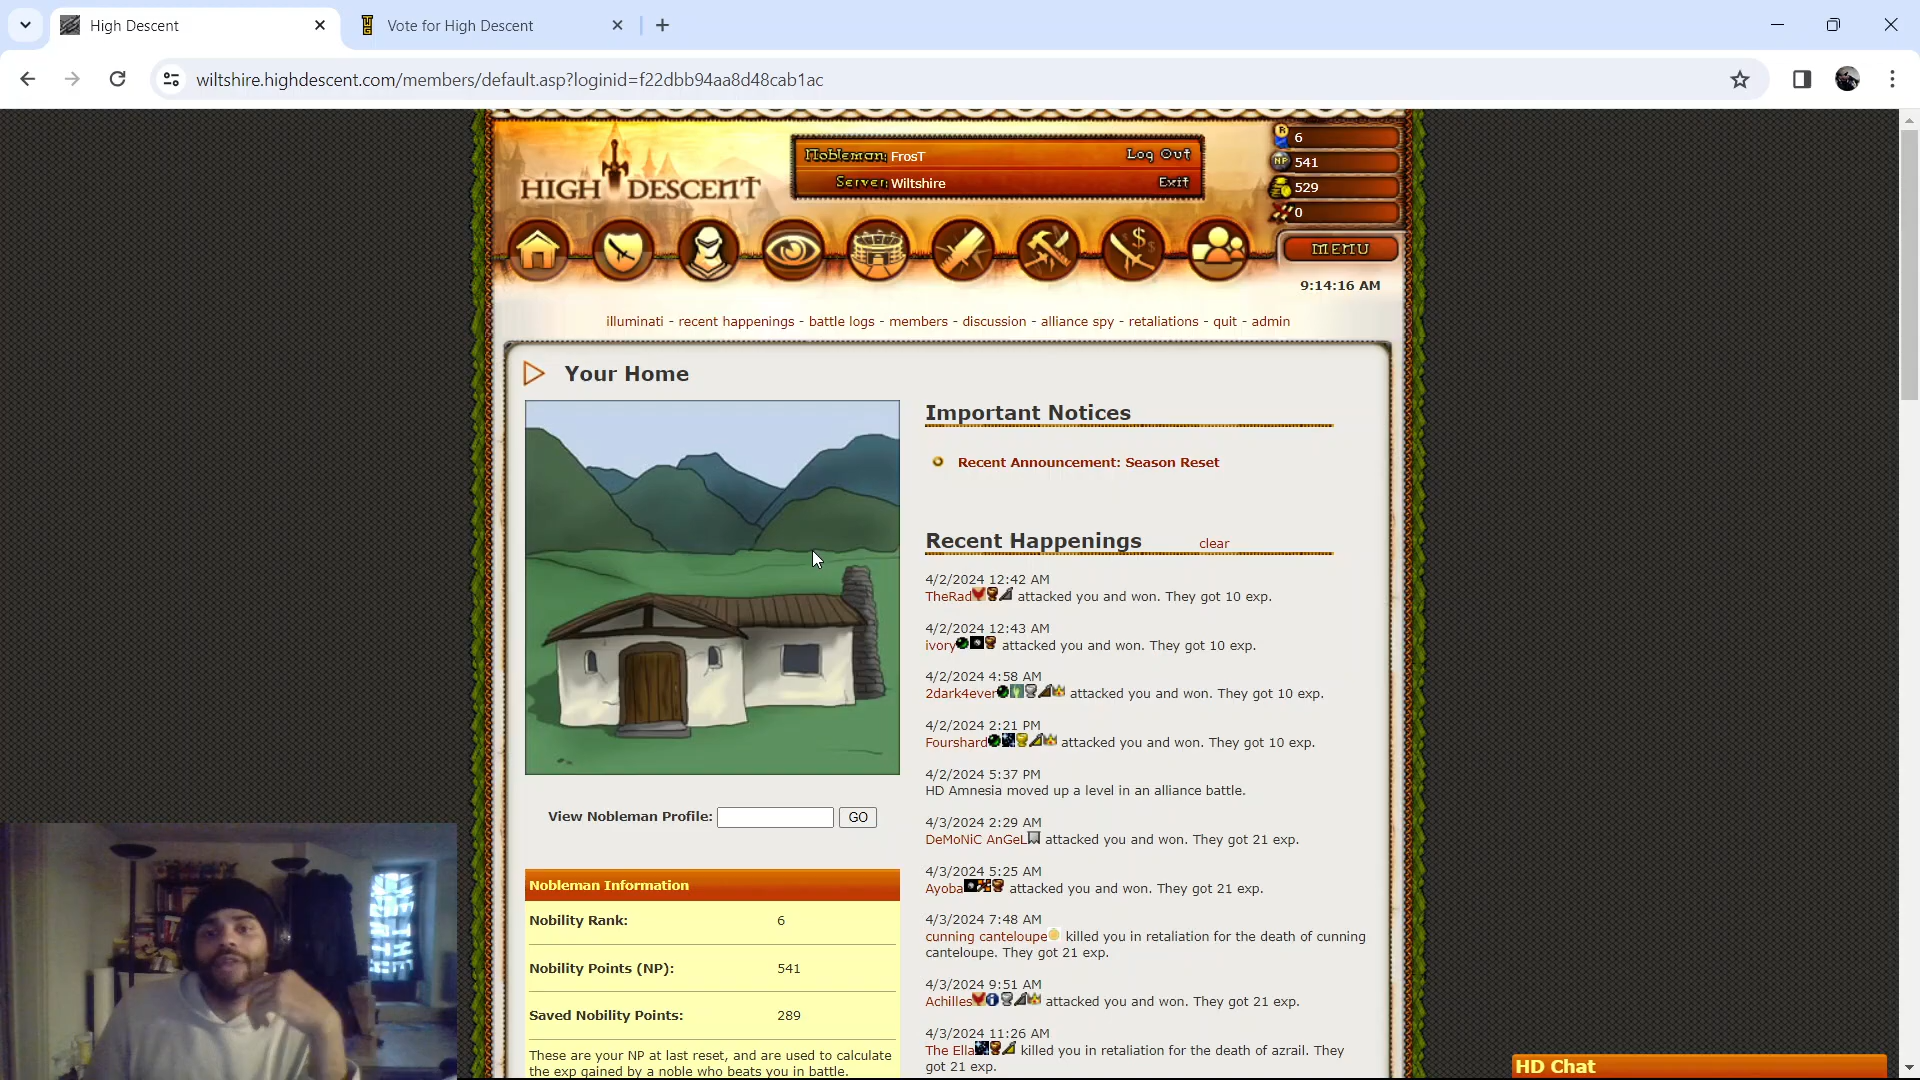 High Descent
Vote for High Descent
wiltshire.highdescent.com/members/default.asp?loginid=f22dbb94aa8d48cab1ac
HIGH DESCENT
Nobleman: FrosT
Log Out
Server: Wiltshire
Exit
R 6
NP 541
529
0
MENU
9:14:16 AM
illuminati - recent happenings - battle logs - members - discussion - alliance spy - retaliations - quit - admin
Your Home
Important Notices
Recent Announcement: Season Reset
Recent Happenings clear
4/2/2024 12:42 AM
TheRad attacked you and won. They got 10 exp.
4/2/2024 12:43 AM
ivory attacked you and won. They got 10 exp.
4/2/2024 4:58 AM
2dark4ever attacked you and won. They got 10 exp.
4/2/2024 2:21 PM
Fourshard attacked you and won. They got 10 exp.
4/2/2024 5:37 PM
HD Amnesia moved up a level in an alliance battle.
4/3/2024 2:29 AM
DeMoNiC AnGeL attacked you and won. They got 21 exp.
4/3/2024 5:25 AM
Ayoba attacked you and won. They got 21 exp.
4/3/2024 7:48 AM
cunning canteloupe killed you in retaliation for the death of cunning
canteloupe. They got 21 exp.
4/3/2024 9:51 AM
Achilles attacked you and won. They got 21 exp.
4/3/2024 11:26 AM
The Ella killed you in retaliation for the death of azrail. They
got 21 exp.
View Nobleman Profile: GO
Nobleman Information
Nobility Rank: 6
Nobility Points (NP): 541
Saved Nobility Points: 289
These are your NP at last reset, and are used to calculate
the exp gained by a noble who beats you in battle.
HD Chat